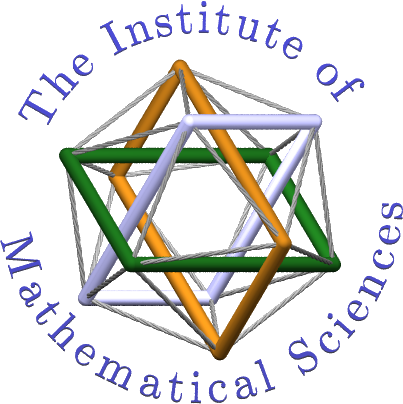 The Institute of
Mathematical Sciences